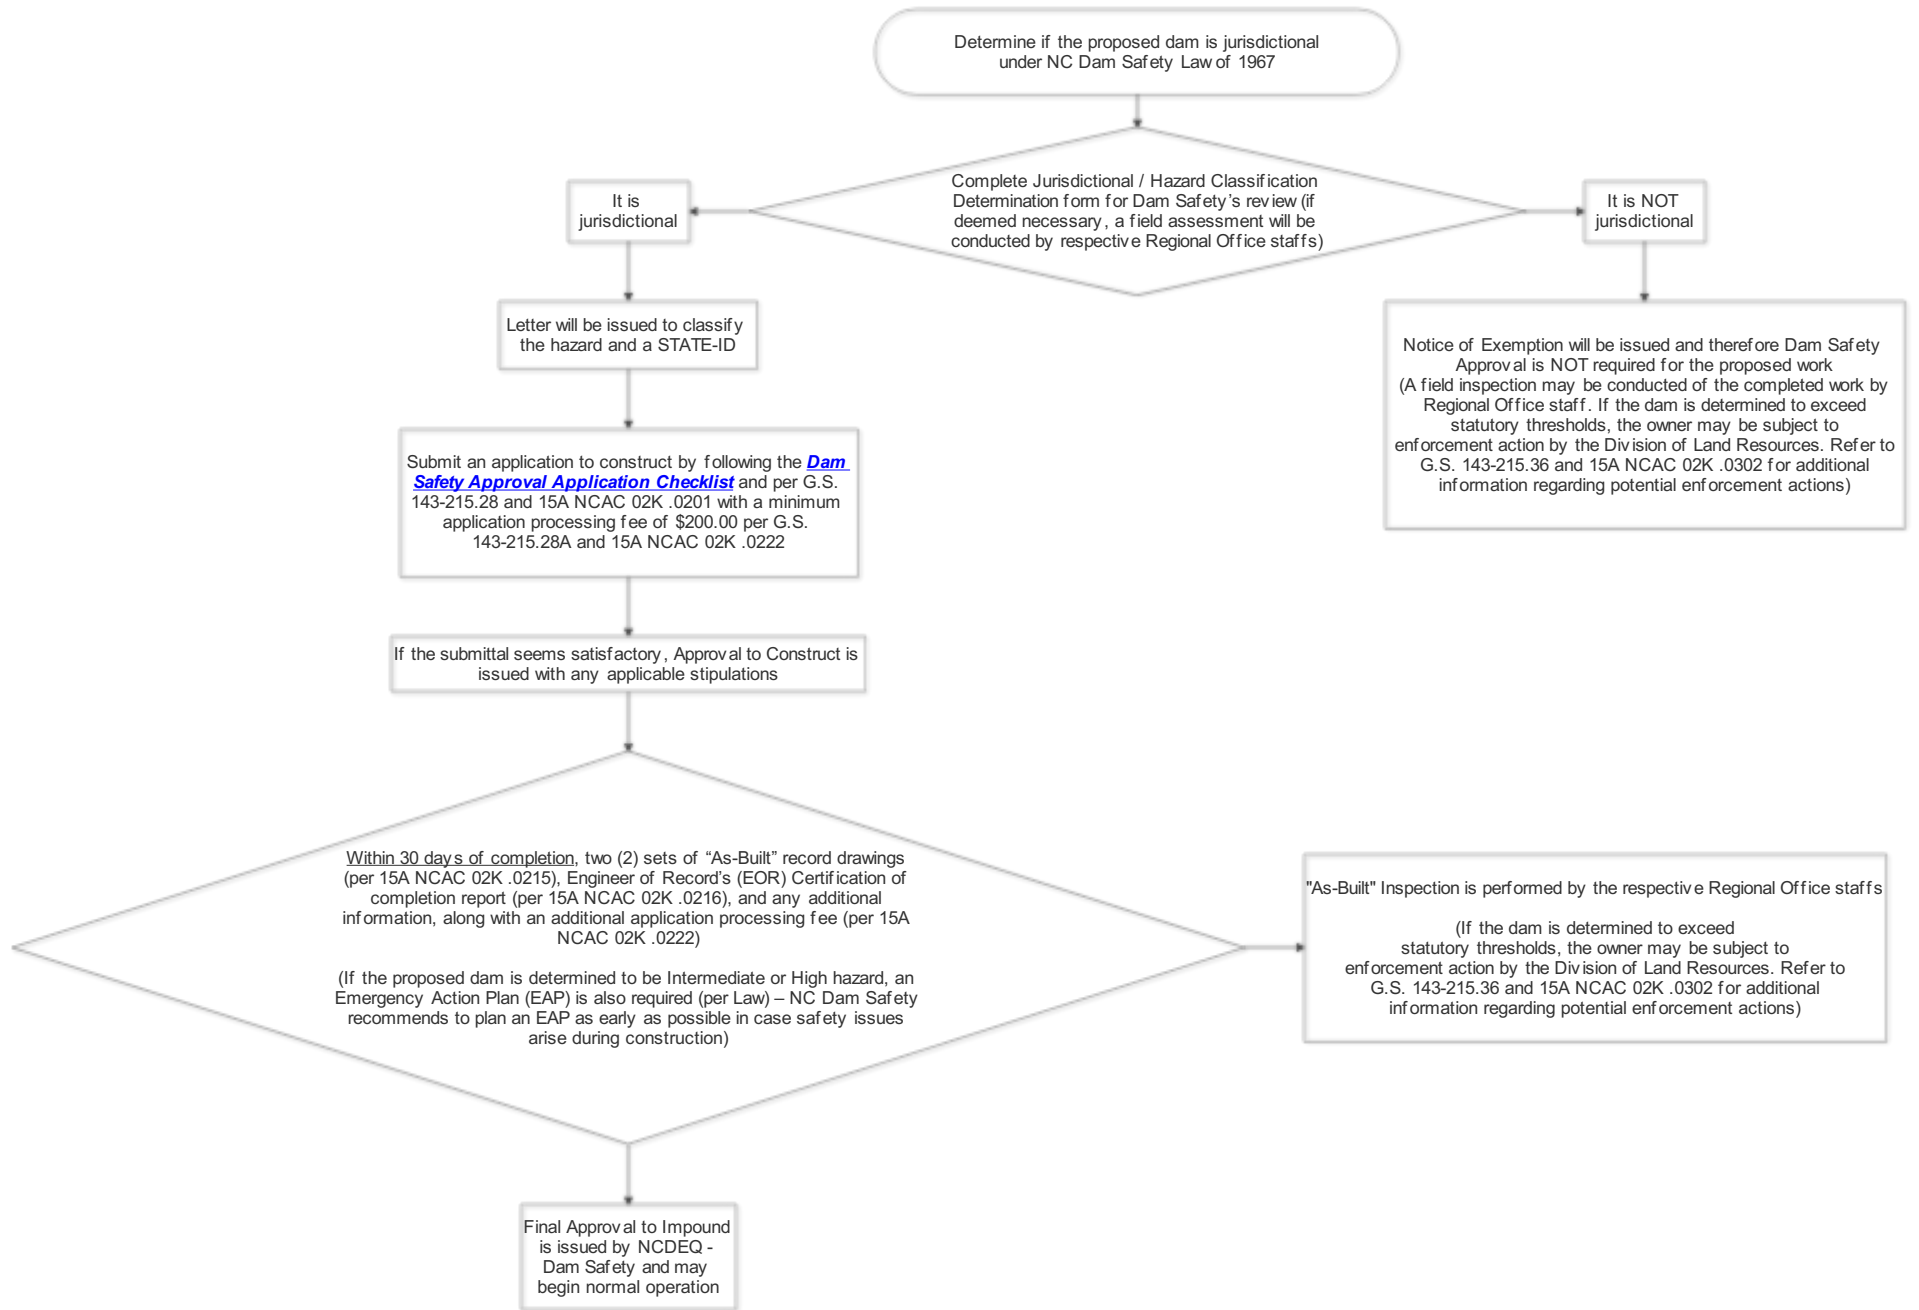 Determine if the proposed dam is jurisdictional
under NC Dam Safety Law of 1967
Complete Jurisdictional / Hazard Classification
Determination form for Dam Safety’s review (if
deemed necessary, a field assessment will be
conducted by respective Regional Office staffs)
It is
jurisdictional
It is NOT
jurisdictional
Letter will be issued to classify
the hazard and a STATE-ID
Notice of Exemption will be issued and therefore Dam Safety
Approval is NOT required for the proposed work
(A field inspection may be conducted of the completed work by
Regional Office staff. If the dam is determined to exceed
statutory thresholds, the owner may be subject to
enforcement action by the Division of Land Resources. Refer to
G.S. 143-215.36 and 15A NCAC 02K .0302 for additional
information regarding potential enforcement actions)
Submit an application to construct by following the Dam
Safety Approval Application Checklist and per G.S.
143-215.28 and 15A NCAC 02K .0201 with a minimum
application processing fee of $200.00 per G.S.
143-215.28A and 15A NCAC 02K .0222
If the submittal seems satisfactory, Approval to Construct is
issued with any applicable stipulations
Within 30 days of completion, two (2) sets of “As-Built” record drawings
(per 15A NCAC 02K .0215), Engineer of Record’s (EOR) Certification of
completion report (per 15A NCAC 02K .0216), and any additional
information, along with an additional application processing fee (per 15A
NCAC 02K .0222)
(If the proposed dam is determined to be Intermediate or High hazard, an
Emergency Action Plan (EAP) is also required (per Law) – NC Dam Safety
recommends to plan an EAP as early as possible in case safety issues
arise during construction)
"As-Built" Inspection is performed by the respective Regional Office staffs
(If the dam is determined to exceed
statutory thresholds, the owner may be subject to
enforcement action by the Division of Land Resources. Refer to
G.S. 143-215.36 and 15A NCAC 02K .0302 for additional
information regarding potential enforcement actions)
Final Approval to Impound
is issued by NCDEQ -
Dam Safety and may
begin normal operation